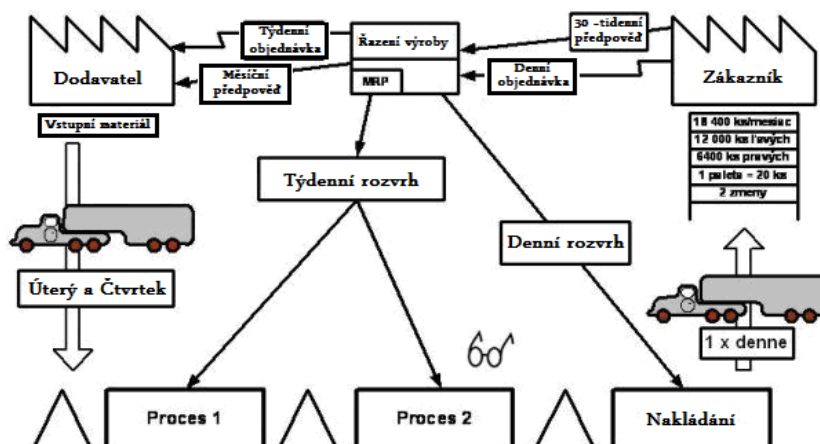 Týdenní
objednávka
Řazení výroby
30 -tidenní
předpověď
Dodavatel
Měsíční
předpověď
MRP
Denní
objednávka
Zákazník
Vstupní materiál
18 400 ks/mesiac
12 000 ks ľavých
6400 ks pravých
1 paleta = 20 ks
2 zmeny
Týdenní rozvrh
Denní rozvrh
Úterý a Čtvrtek
1 x denne
Proces 1
Proces 2
Nakládání